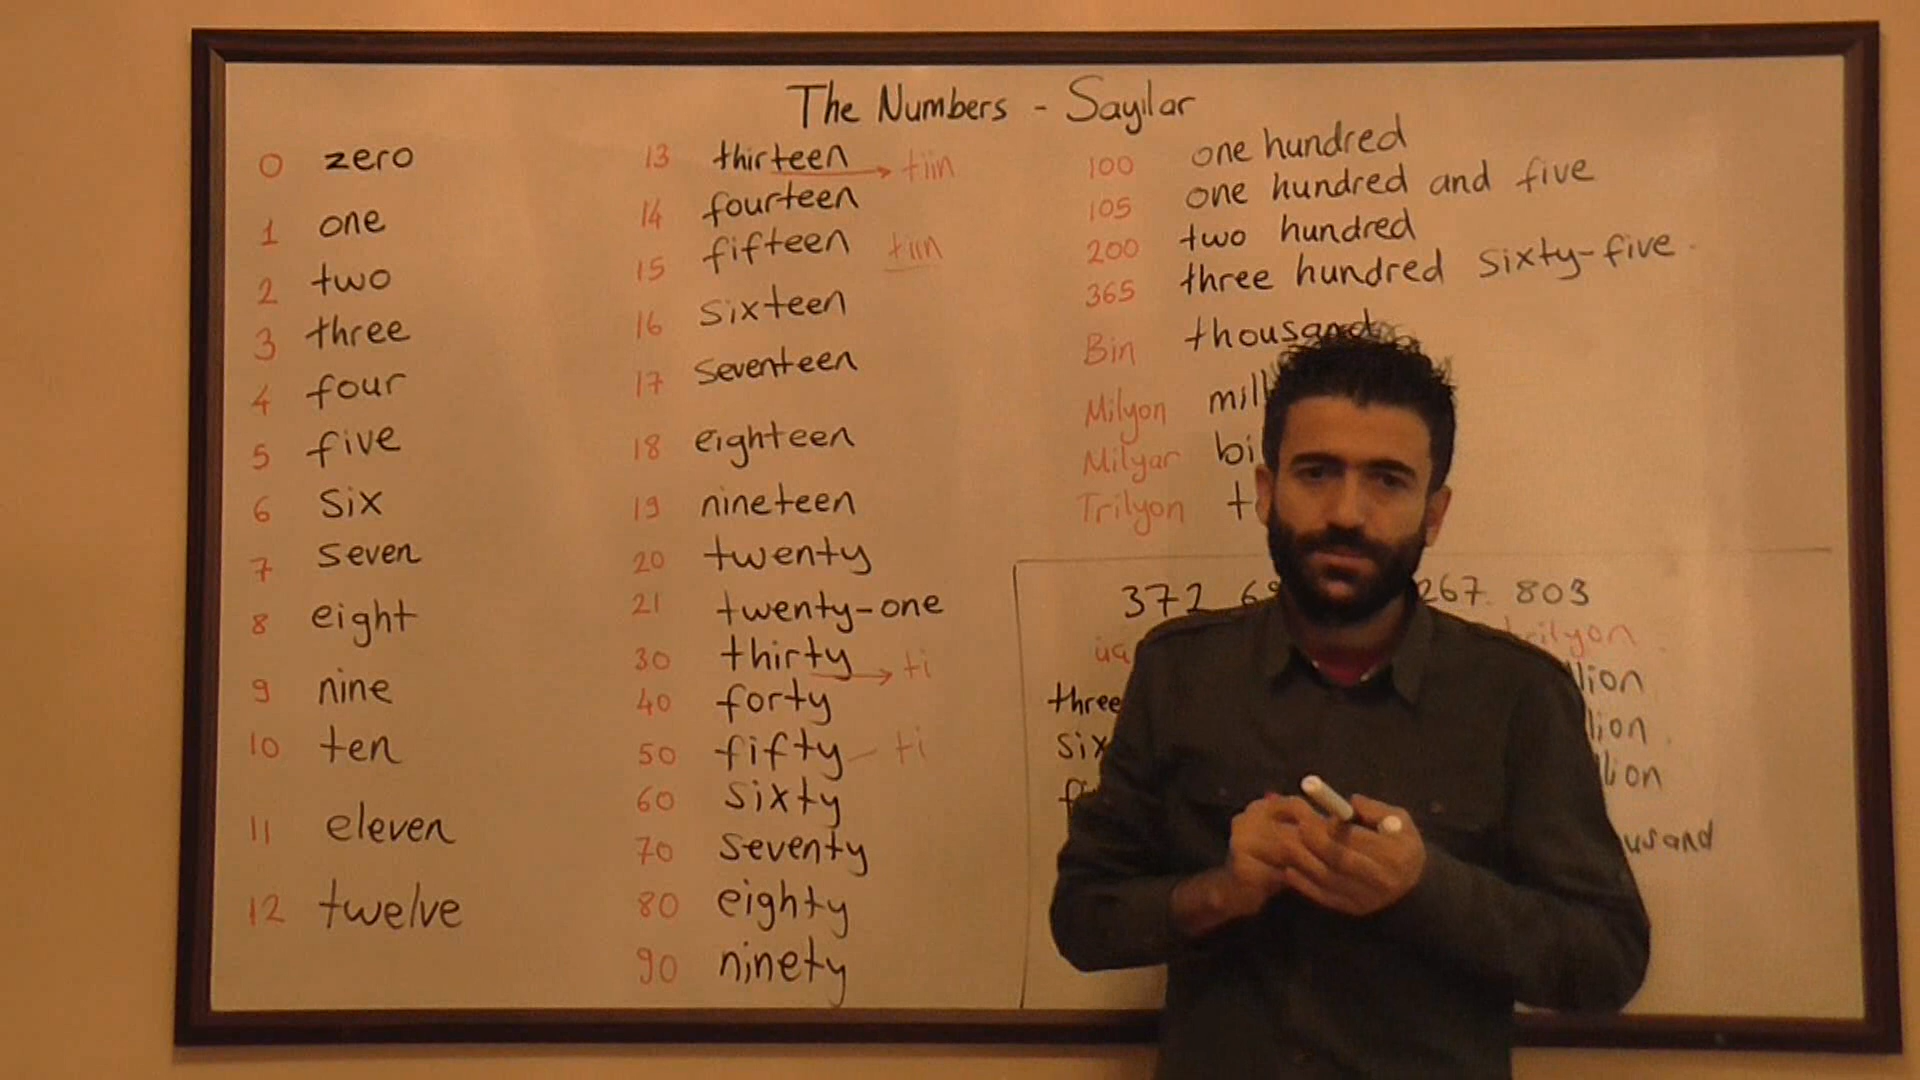 The Numbers - Sayılar
0 zero
1 one
2 two
3 three
4 four
5 five
6 six
7 seven
8 eight
9 nine
10 ten
11 eleven
12 twelve
13 thirteen → tiin
14 fourteen
15 fifteen tiin
16 sixteen
17 seventeen
18 eighteen
19 nineteen
20 twenty
21 twenty-one
30 thirty → ti
40 forty
50 fifty - ti
60 sixty
70 seventy
80 eighty
90 ninety
100 one hundred
105 one hundred and five
200 two hundred
365 three hundred sixty-five
Bin thousand
Milyon
Milyar
Trilyon
372 267 803
trilyon
three
six